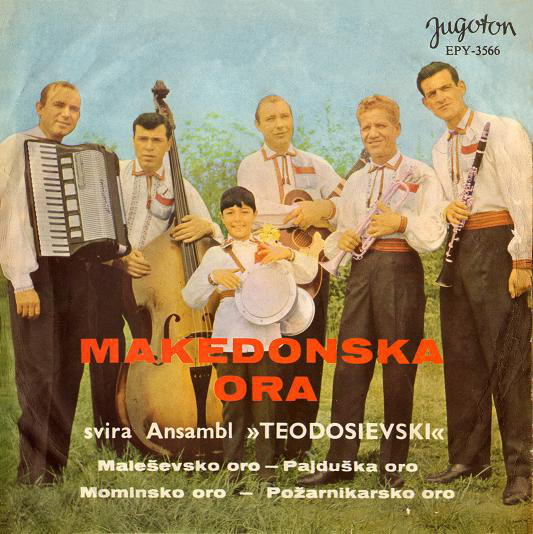 Jugoton
EPY-3566
MAKEDONSKA
ORA
svira Ansambl »TEODOSIEVSKI«
Maleševsko oro — Pajduška oro
Mominsko oro — Požarnikarsko oro